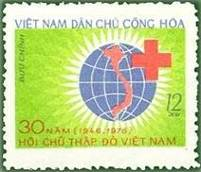 VIỆT NAM DÂN CHỦ CỘNG HÒA
BƯU CHÍNH
12
XU
30 NĂM (1946-1976)
HỘI CHỮ THẬP ĐỎ VIỆT NAM